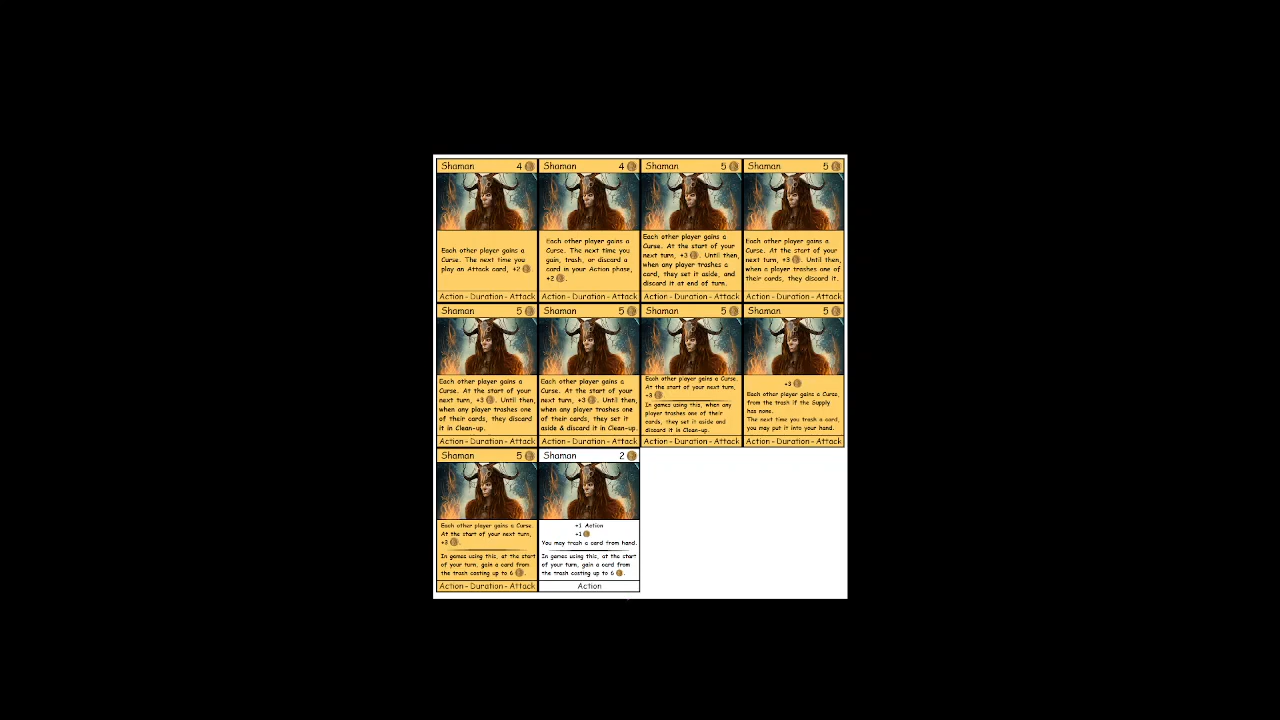 Shaman 4
Each other player gains a
Curse. The next time you
play an Attack card, +2
Action - Duration - Attack
Shaman 4
Each other player gains a
Curse. The next time you
gain, trash, or discard a
card in your Action phase,
+2 .
Action - Duration - Attack
Shaman 5
Each other player gains a
Curse. At the start of your
next turn, +3 . Until then,
when any player trashes a
card, they set it aside, and
discard it at end of turn.
Action - Duration - Attack
Shaman 5
Each other player gains a
Curse. At the start of your
next turn, +3 . Until then,
when a player trashes one of
their cards, they discard it.
Action - Duration - Attack
Shaman 5
Each other player gains a
Curse. At the start of your
next turn, +3 . Until then,
when any player trashes one
of their cards, they discard
it in Clean-up.
Action - Duration - Attack
Shaman 5
Each other player gains a
Curse. At the start of your
next turn, +3 . Until then,
when any player trashes one
of their cards, they set it
aside & discard it in Clean-up.
Action - Duration - Attack
Shaman 5
Each other player gains a Curse.
At the start of your next turn,
+3 .
In games using this, when any
player trashes one of their
cards, they set it aside and
discard it in Clean-up.
Action - Duration - Attack
Shaman 5
+3
Each other player gains a Curse,
from the trash if the Supply
has none.
The next time you trash a card,
you may put it into your hand.
Action - Duration - Attack
Shaman 5
Each other player gains a Curse.
At the start of your next turn,
+3 .
In games using this, at the start
of your turn, gain a card from
the trash costing up to 6 .
Action - Duration - Attack
Shaman 2
+1 Action
+1
You may trash a card from hand.
In games using this, at the start
of your turn, gain a card from
the trash costing up to 6 .
Action